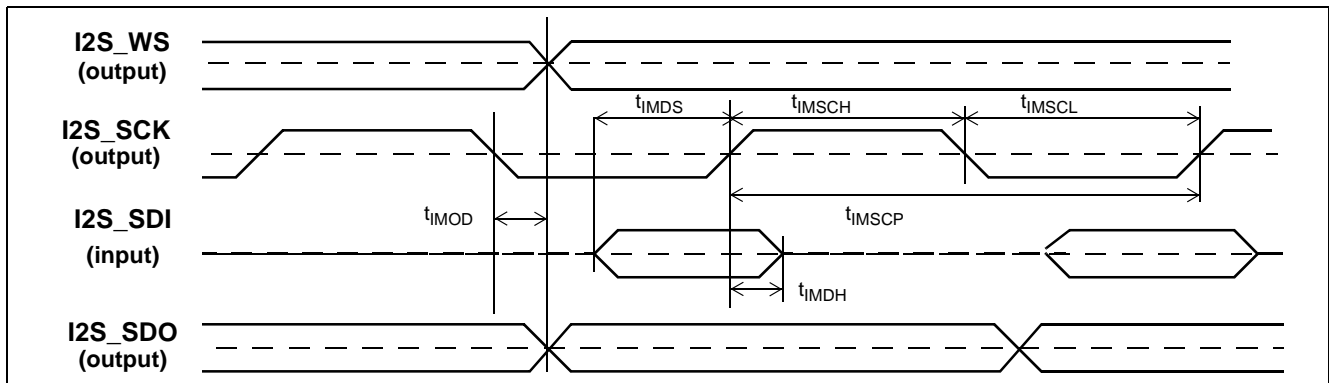 I2S_WS
(output)
tIMDS
tIMSCH
tIMSCL
I2S_SCK
(output)
tIMOD
tIMSCP
I2S_SDI
(input)
tIMDH
I2S_SDO
(output)